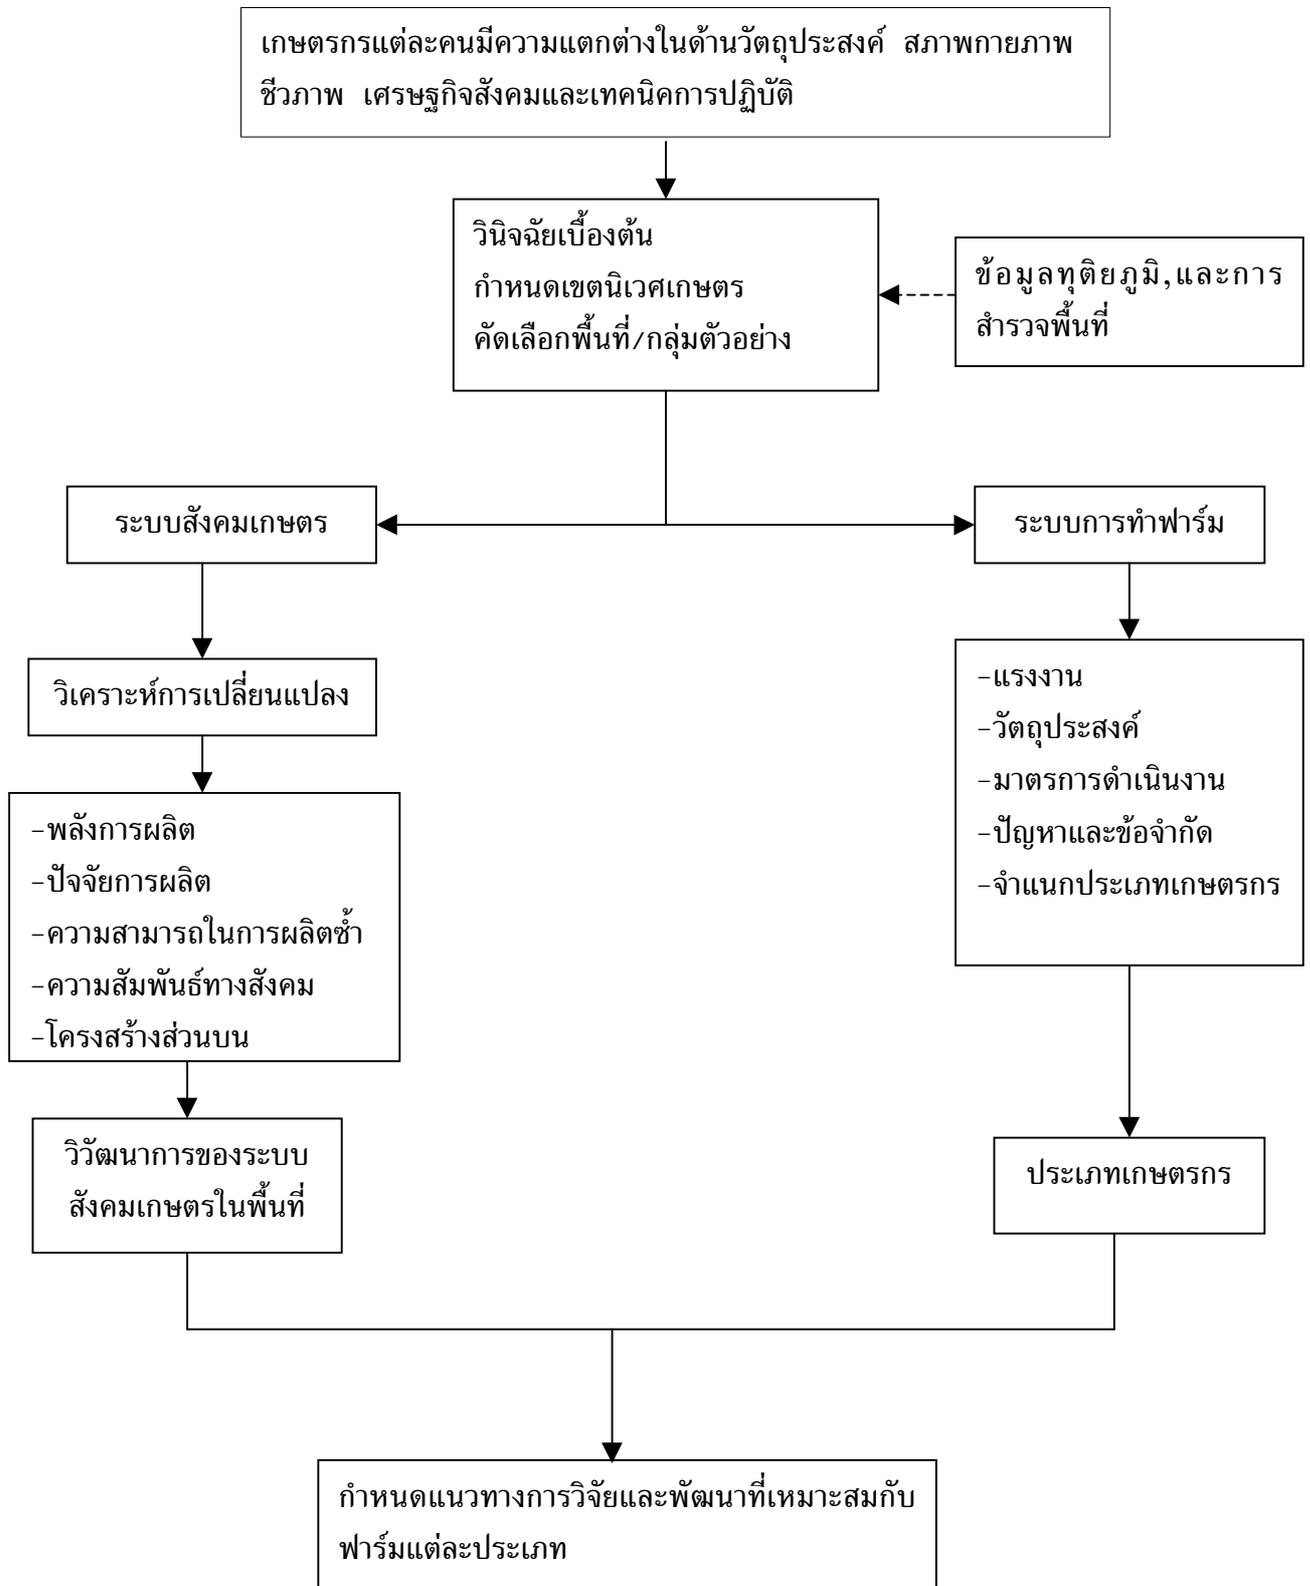 เกษตรกรแต่ละคนมีความแตกต่างในด้านวัตถุประสงค์ สภาพกายภาพ
ชีวภาพ เศรษฐกิจสังคมและเทคนิคการปฏิบัติ
วินิจฉัยเบื้องต้น
กำหนดเขตนิเวศเกษตร
คัดเลือกพื้นที่/กลุ่มตัวอย่าง
ข้อมูลทุติยภูมิ,และการ
สำรวจพื้นที่
ระบบสังคมเกษตร
ระบบการทำฟาร์ม
วิเคราะห์การเปลี่ยนแปลง
-พลังการผลิต
-ปัจจัยการผลิต
-ความสามารถในการผลิตซ้ำ
-ความสัมพันธ์ทางสังคม
-โครงสร้างส่วนบน
-แรงงาน
-วัตถุประสงค์
-มาตรการดำเนินงาน
-ปัญหาและข้อจำกัด
-จำแนกประเภทเกษตรกร
วิวัฒนาการของระบบ
สังคมเกษตรในพื้นที่
ประเภทเกษตรกร
กำหนดแนวทางการวิจัยและพัฒนาที่เหมาะสมกับ
ฟาร์มแต่ละประเภท